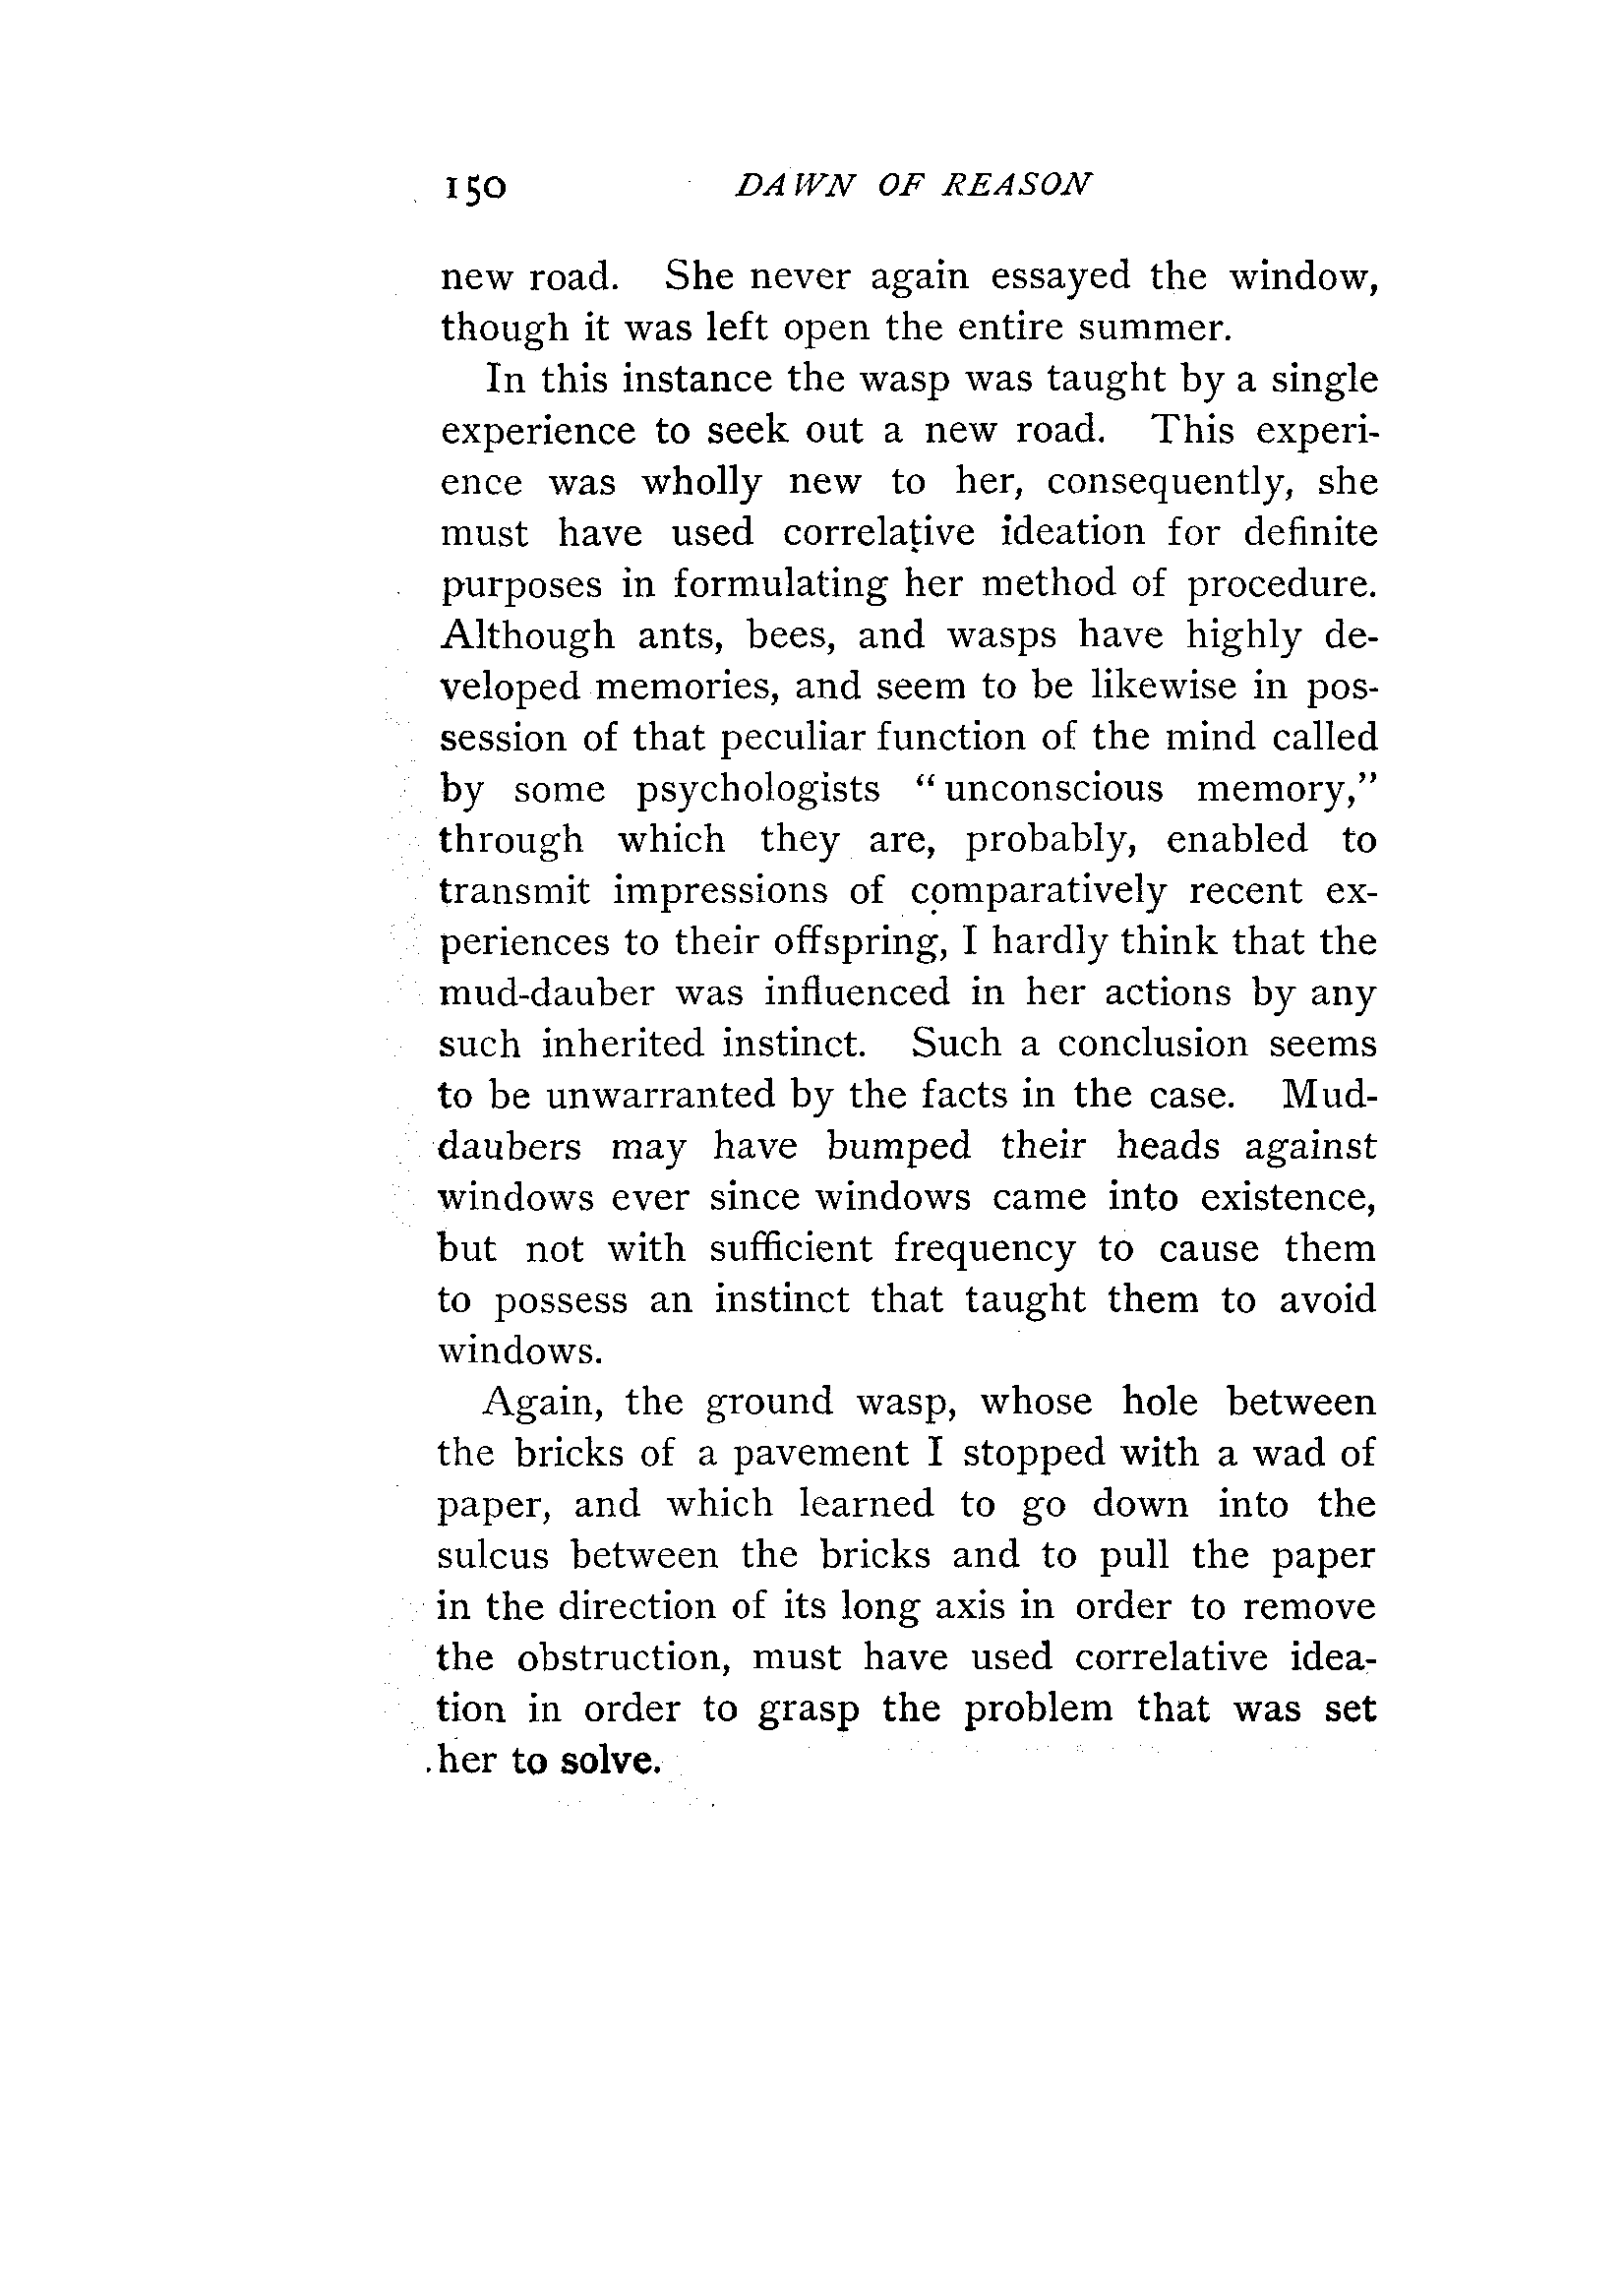 150 DAWN OF REASON
new road. She never again essayed the window,
though it was left open the entire summer.
In this instance the wasp was taught by a single
experience to seek out a new road. This experi-
ence was wholly new to her, consequently, she
must have used correlative ideation for definite
purposes in formulating her method of procedure.
Although ants, bees, and wasps have highly de-
veloped memories, and seem to be likewise in pos-
session of that peculiar function of the mind called
by some psychologists “unconscious memory,”
through which they are, probably, enabled to
transmit impressions of comparatively recent ex-
periences to their offspring, I hardly think that the
mud-dauber was influenced in her actions by any
such inherited instinct. Such a conclusion seems
to be unwarranted by the facts in the case. Mud-
daubers may have bumped their heads against
windows ever since windows came into existence,
but not with sufficient frequency to cause them
to possess an instinct that taught them to avoid
windows.
Again, the ground wasp, whose hole between
the bricks of a pavement I stopped with a wad of
paper, and which learned to go down into the
sulcus between the bricks and to pull the paper
in the direction of its long axis in order to remove
the obstruction, must have used correlative idea-
tion in order to grasp the problem that was set
her to solve.